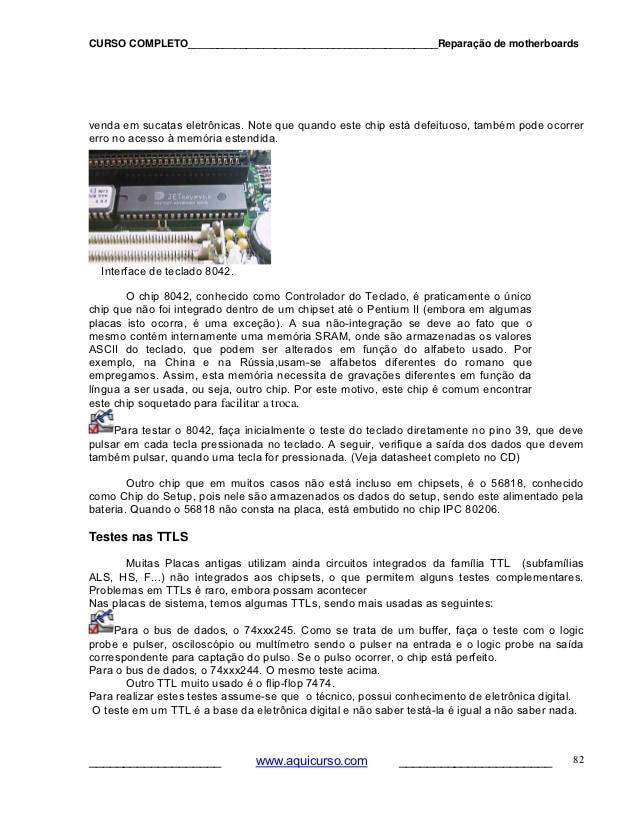 CURSO COMPLETO__________________________________________Reparação de motherboards
venda em sucatas eletrônicas. Note que quando este chip está defeituoso, também pode ocorrer
erro no acesso à memória estendida.
JETkey
Interface de teclado 8042.
O chip 8042, conhecido como Controlador do Teclado, é praticamente o único
chip que não foi integrado dentro de um chipset até o Pentium II (embora em algumas
placas isto ocorra, é uma exceção). A sua não-integração se deve ao fato que o
mesmo contém internamente uma memória SRAM, onde são armazenadas os valores
ASCII do teclado, que podem ser alterados em função do alfabeto usado. Por
exemplo, na China e na Rússia,usam-se alfabetos diferentes do romano que
empregamos. Assim, esta memória necessita de gravações diferentes em função da
língua a ser usada, ou seja, outro chip. Por este motivo, este chip é comum encontrar
este chip soquetado para facilitar a troca.
Para testar o 8042, faça inicialmente o teste do teclado diretamente no pino 39, que deve
pulsar em cada tecla pressionada no teclado. A seguir, verifique a saída dos dados que devem
também pulsar, quando uma tecla for pressionada. (Veja datasheet completo no CD)
Outro chip que em muitos casos não está incluso em chipsets, é o 56818, conhecido
como Chip do Setup, pois nele são armazenados os dados do setup, sendo este alimentado pela
bateria. Quando o 56818 não consta na placa, está embutido no chip IPC 80206.
Testes nas TTLS
Muitas Placas antigas utilizam ainda circuitos integrados da família TTL (subfamílias
ALS, HS, F...) não integrados aos chipsets, o que permitem alguns testes complementares.
Problemas em TTLs é raro, embora possam acontecer
Nas placas de sistema, temos algumas TTLs, sendo mais usadas as seguintes:
Para o bus de dados, o 74xxx245. Como se trata de um buffer, faça o teste com o logic
probe e pulser, osciloscópio ou multímetro sendo o pulser na entrada e o logic probe na saída
correspondente para captação do pulso. Se o pulso ocorrer, o chip está perfeito.
Para o bus de dados, o 74xxx244. O mesmo teste acima.
Outro TTL muito usado é o flip-flop 7474.
Para realizar estes testes assume-se que o técnico, possui conhecimento de eletrônica digital.
O teste em um TTL é a base da eletrônica digital e não saber testá-la é igual a não saber nada.
___________________ www.aquicurso.com ______________________ 82